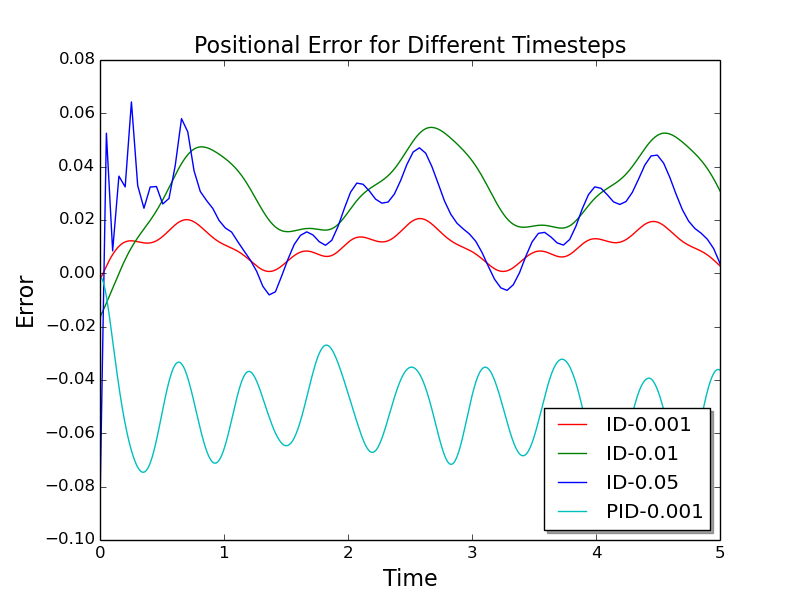 Positional Error for Different Timesteps
0.08
0.06
0.04
0.02
0.00
−0.02
−0.04
−0.06
−0.08
−0.10
Error
0 1 2 3 4 5
Time
ID-0.001
ID-0.01
ID-0.05
PID-0.001